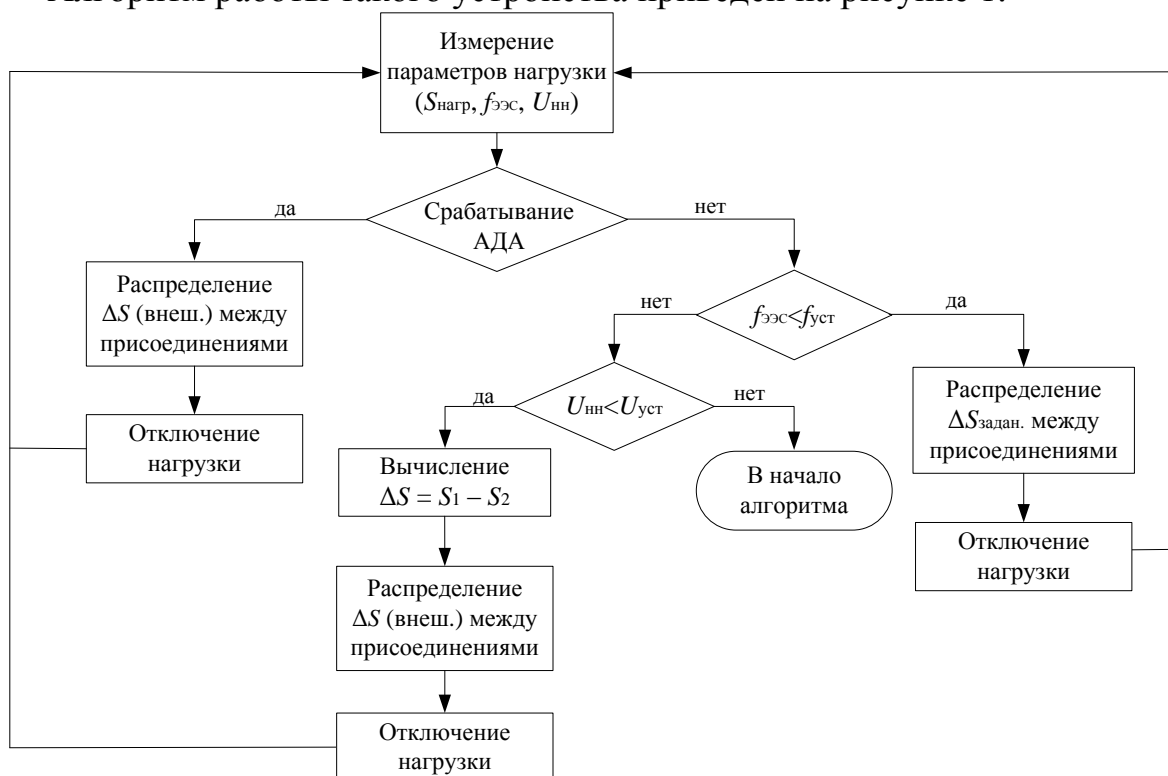 Алгоритм работы такого устройства приведен на рисунке 1.
Измерение
параметров нагрузки
(Sнагр, fЭЭС, Uнн)
да
Срабатывание
АДА
нет
Распределение
ΔS (внеш.) между
присоединениями
Отключение
нагрузки
нет
fЭЭС<fуст
да
да
Uнн<Uуст
нет
Распределение
ΔSзадан. между
присоединениями
Вычисление
ΔS = S1 – S2
В начало
алгоритма
Отключение
нагрузки
Распределение
ΔS (внеш.) между
присоединениями
Отключение
нагрузки